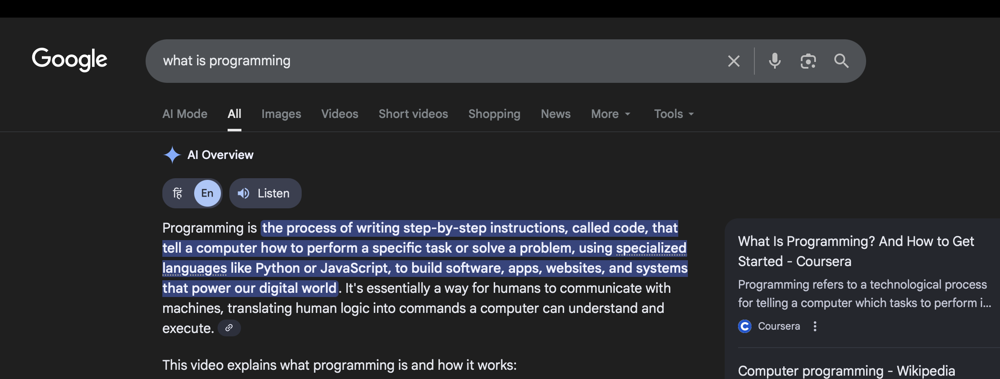 Google
what is programming
AI Mode All Images Videos Short videos Shopping News More Tools
AI Overview
हिं En Listen
Programming is the process of writing step-by-step instructions, called code, that
tell a computer how to perform a specific task or solve a problem, using specialized
languages like Python or JavaScript, to build software, apps, websites, and systems
that power our digital world. It's essentially a way for humans to communicate with
machines, translating human logic into commands a computer can understand and
execute.
This video explains what programming is and how it works:
What Is Programming? And How to Get
Started - Coursera
Programming refers to a technological process
for telling a computer which tasks to perform i...
Coursera
Computer programming - Wikipedia